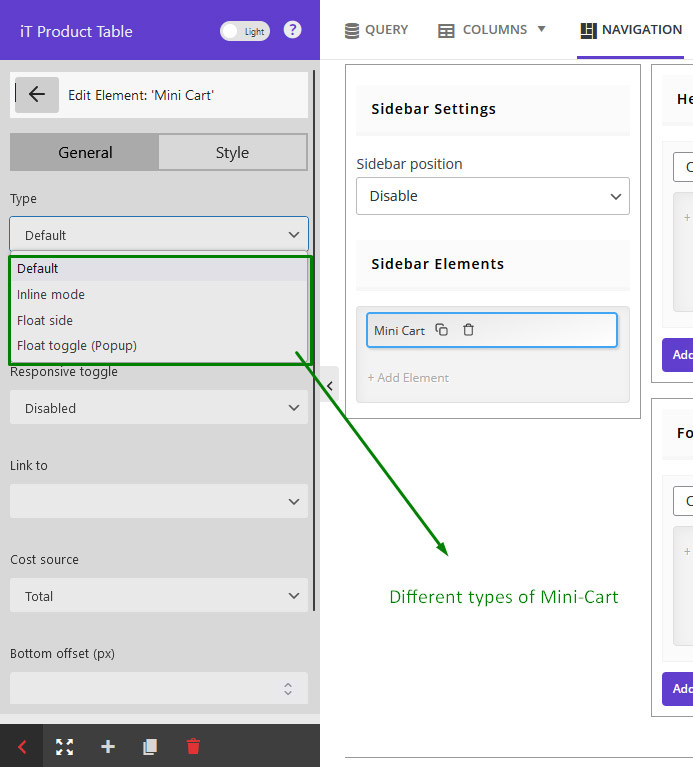 iT Product Table
Light
?
Edit Element: 'Mini Cart'
General
Style
Type
Default
Default
Inline mode
Float side
Float toggle (Popup)
Responsive toggle
Disabled
Link to
Cost source
Total
Bottom offset (px)
QUERY
COLUMNS
NAVIGATION
Sidebar Settings
Sidebar position
Disable
Sidebar Elements
Mini Cart
+ Add Element
Different types of Mini-Cart
He
C
+
Add
Fo
C
+
Add